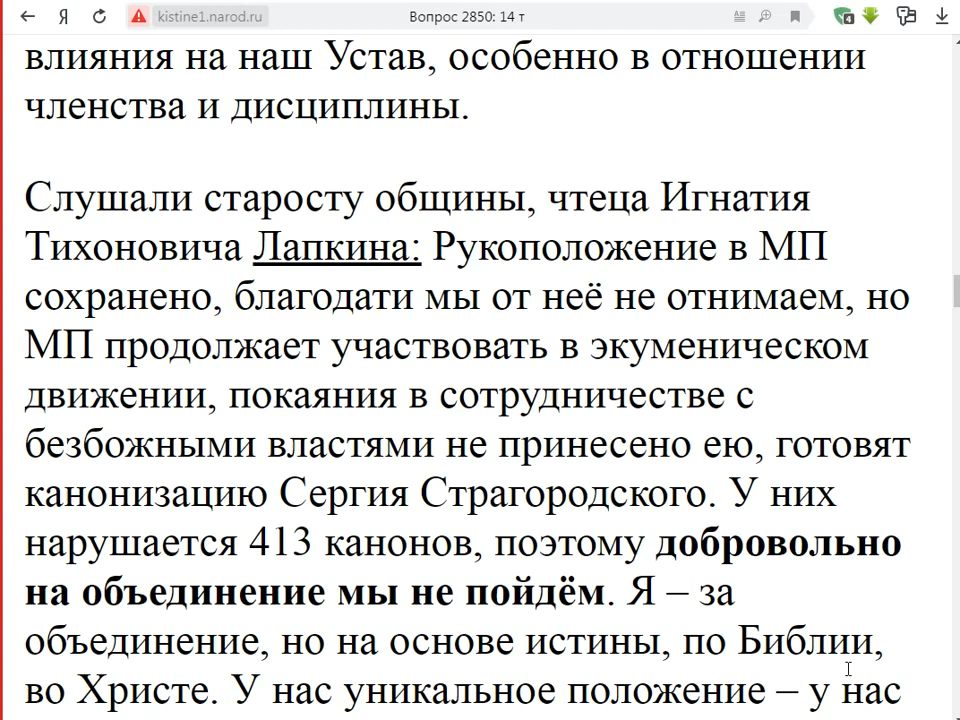 Я
kistine1.narod.ru
Вопрос 2850: 14 т
4
влияния на наш Устав, особенно в отношении
членства и дисциплины.
Слушали старосту общины, чтеца Игнатия
Тихоновича Лапкина: Рукоположение в МП
сохранено, благодати мы от неё не отнимаем, но
МП продолжает участвовать в экуменическом
движении, покаяния в сотрудничестве с
безбожными властями не принесено ею, готовят
канонизацию Сергия Страгородского. У них
нарушается 413 канонов, поэтому добровольно
на объединение мы не пойдём. Я – за
объединение, но на основе истины, по Библии,
во Христе. У нас уникальное положение – у нас